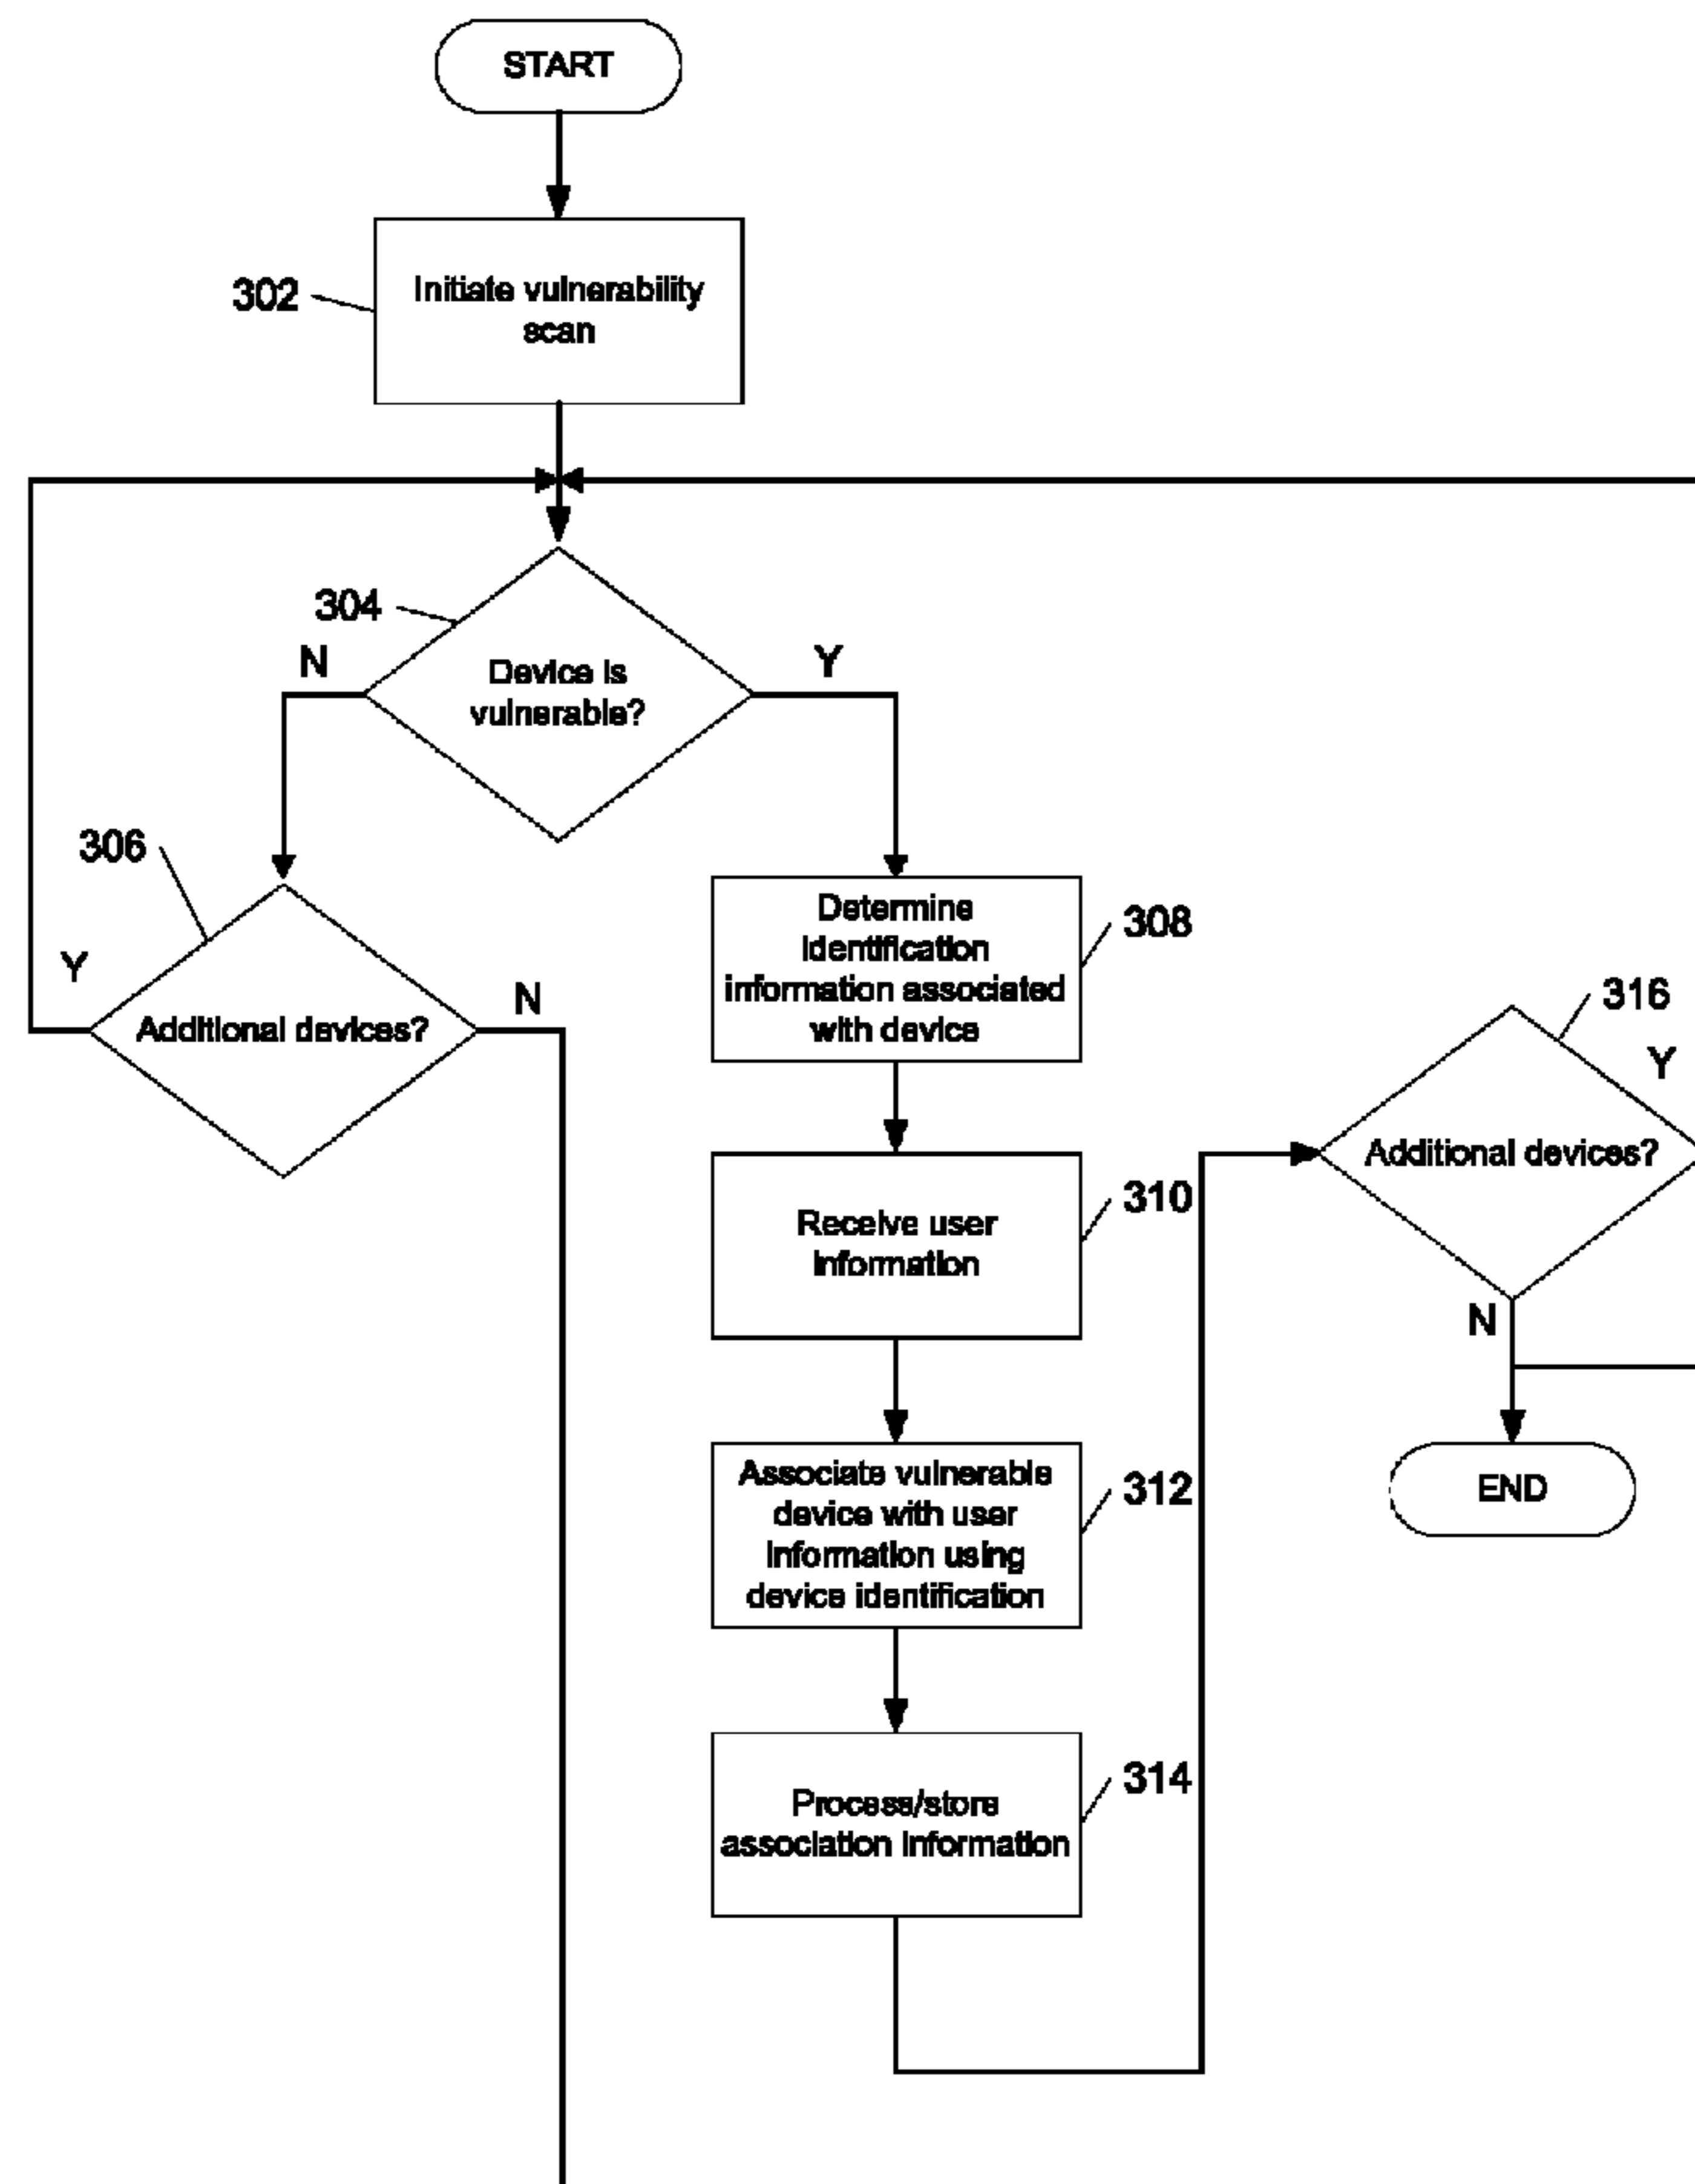 START
302
Initiate vulnerability
scan
304
N
Y
Device is
vulnerable?
306
Y
N
Additional devices?
Determine
identification
information associated
with device
308
316
Y
Additional devices?
N
Receive user
information
310
Associate vulnerable
device with user
information using
device identification
312
END
Process/store
association information
314